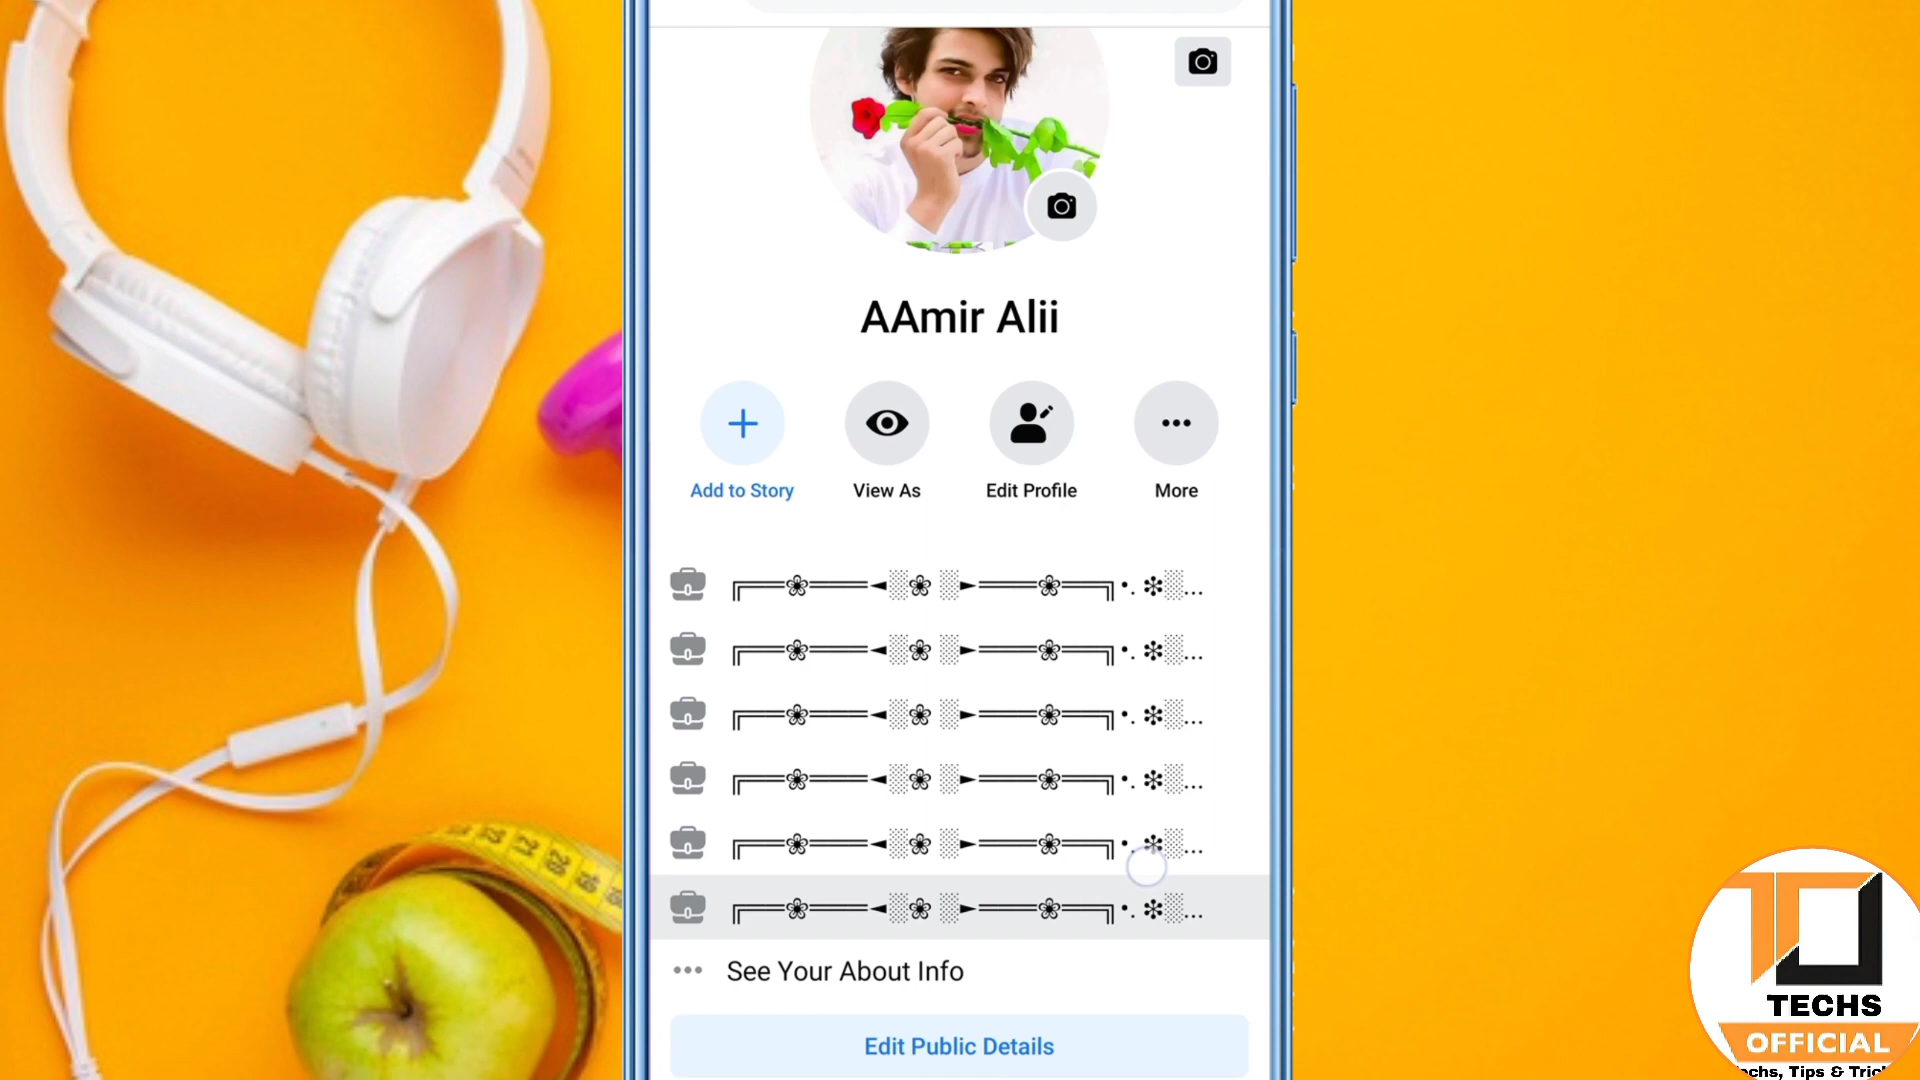 AAmir Alii
Add to Story
View As
Edit Profile
More
╔═══❀════◄░❀ ░►════❀═══╗•. ❇░...
╔═══❀════◄░❀ ░►════❀═══╗•. ❇░...
╔═══❀════◄░❀ ░►════❀═══╗•. ❇░...
╔═══❀════◄░❀ ░►════❀═══╗•. ❇░...
╔═══❀════◄░❀ ░►════❀═══╗•. ❇░...
╔═══❀════◄░❀ ░►════❀═══╗•. ❇░...
See Your About Info
Edit Public Details
TECHS
OFFICIAL
Tips &